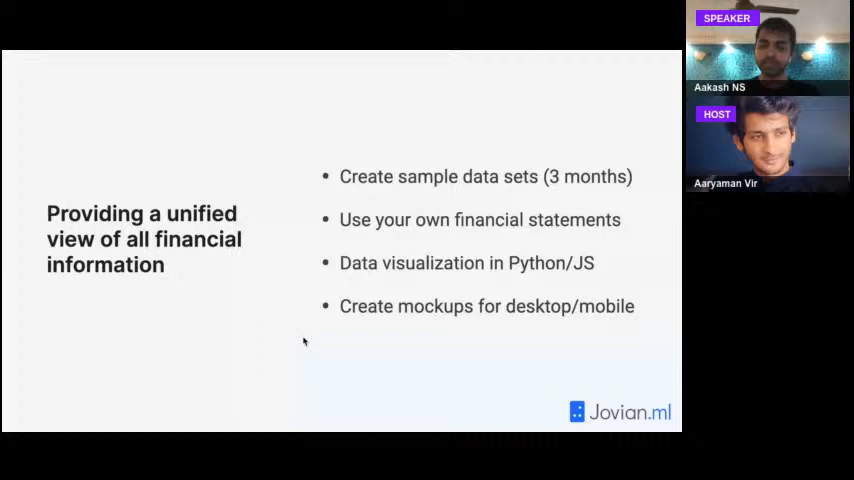 Providing a unified
view of all financial
information
• Create sample data sets (3 months)
• Use your own financial statements
• Data visualization in Python/JS
• Create mockups for desktop/mobile
Jovian.ml
SPEAKER
Aakash NS
HOST
Aaryaman Vir